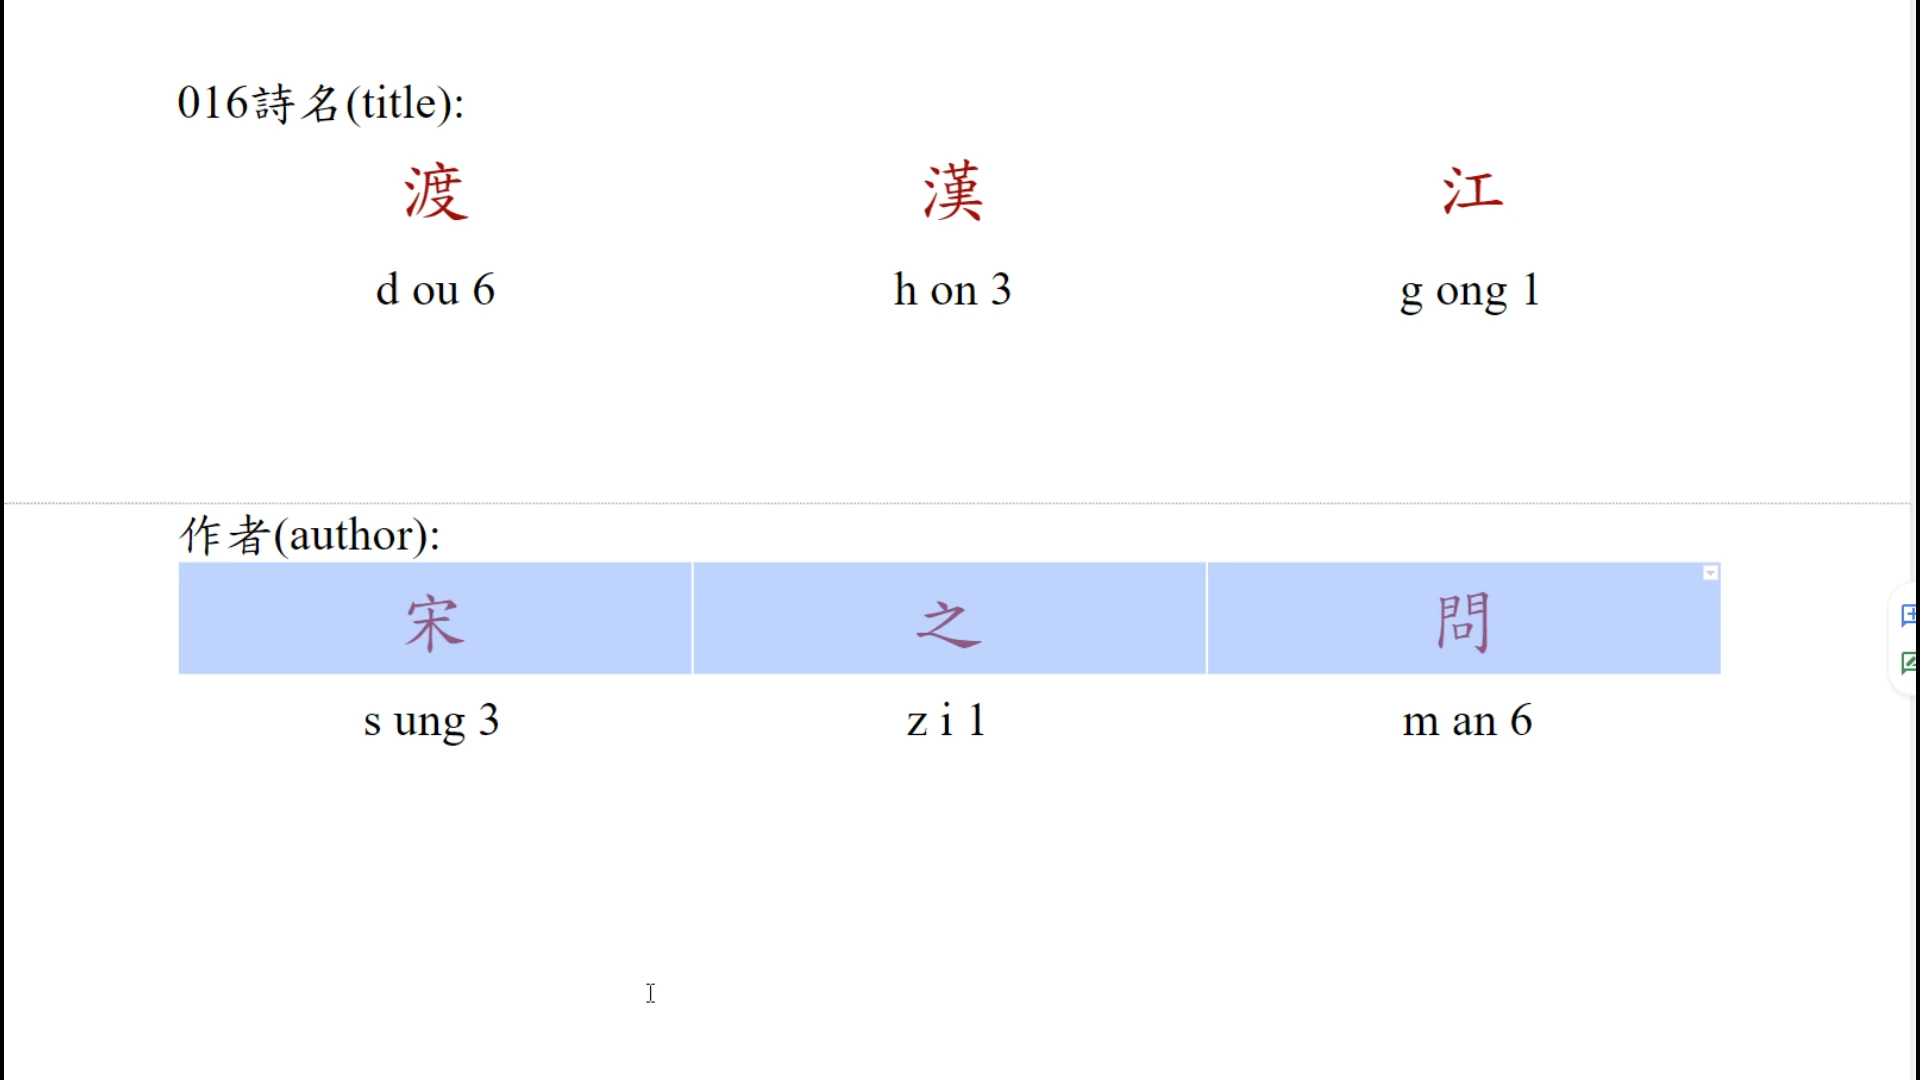 016詩名(title):
渡 漢 江
d ou 6 h on 3 g ong 1
作者(author):
宋 之 問
s ung 3 z i 1 m an 6